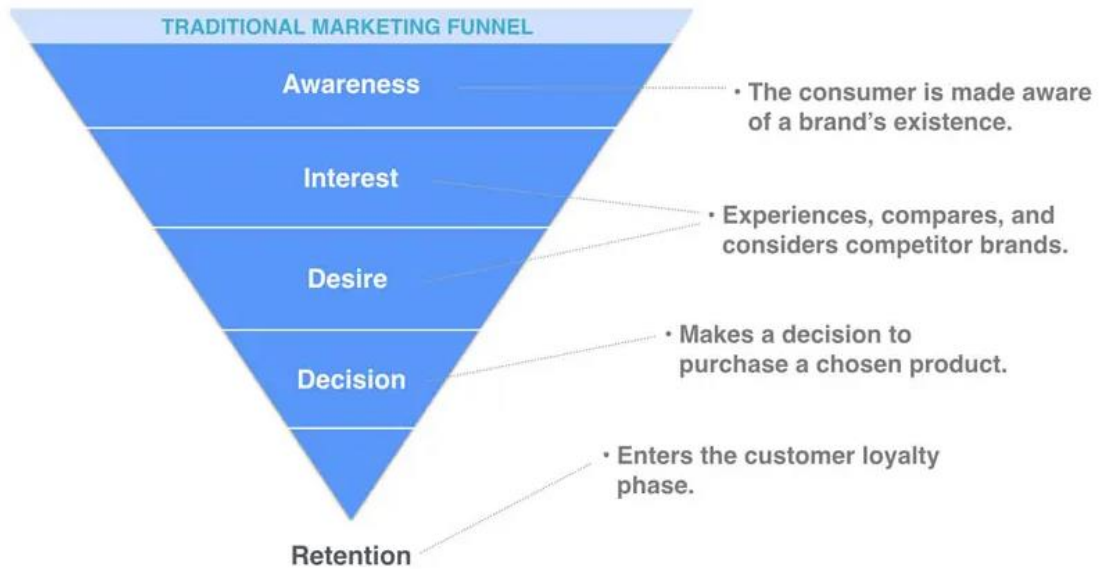 TRADITIONAL MARKETING FUNNEL
Awareness
• The consumer is made aware
of a brand’s existence.
Interest
• Experiences, compares, and
considers competitor brands.
Desire
• Makes a decision to
purchase a chosen product.
Decision
• Enters the customer loyalty
phase.
Retention